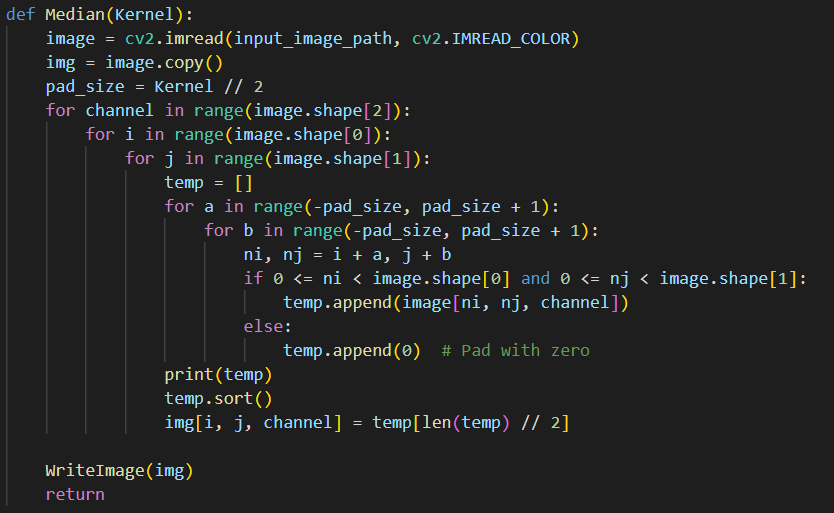 def Median(Kernel):
    image = cv2.imread(input_image_path, cv2.IMREAD_COLOR)
    img = image.copy()
    pad_size = Kernel // 2
    for channel in range(image.shape[2]):
        for i in range(image.shape[0]):
            for j in range(image.shape[1]):
                temp = []
                for a in range(-pad_size, pad_size + 1):
                    for b in range(-pad_size, pad_size + 1):
                        ni, nj = i + a, j + b
                        if 0 <= ni < image.shape[0] and 0 <= nj < image.shape[1]:
                            temp.append(image[ni, nj, channel])
                        else:
                            temp.append(0)  # Pad with zero
                print(temp)
                temp.sort()
                img[i, j, channel] = temp[len(temp) // 2]

    WriteImage(img)
    return